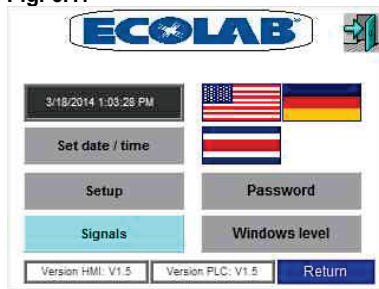 ECOLAB®
3/18/2014 1:03:28 PM
Set date / time
Setup
Password
Signals
Windows level
Version HMI: V1.5
Version PLC: V1.5
Return